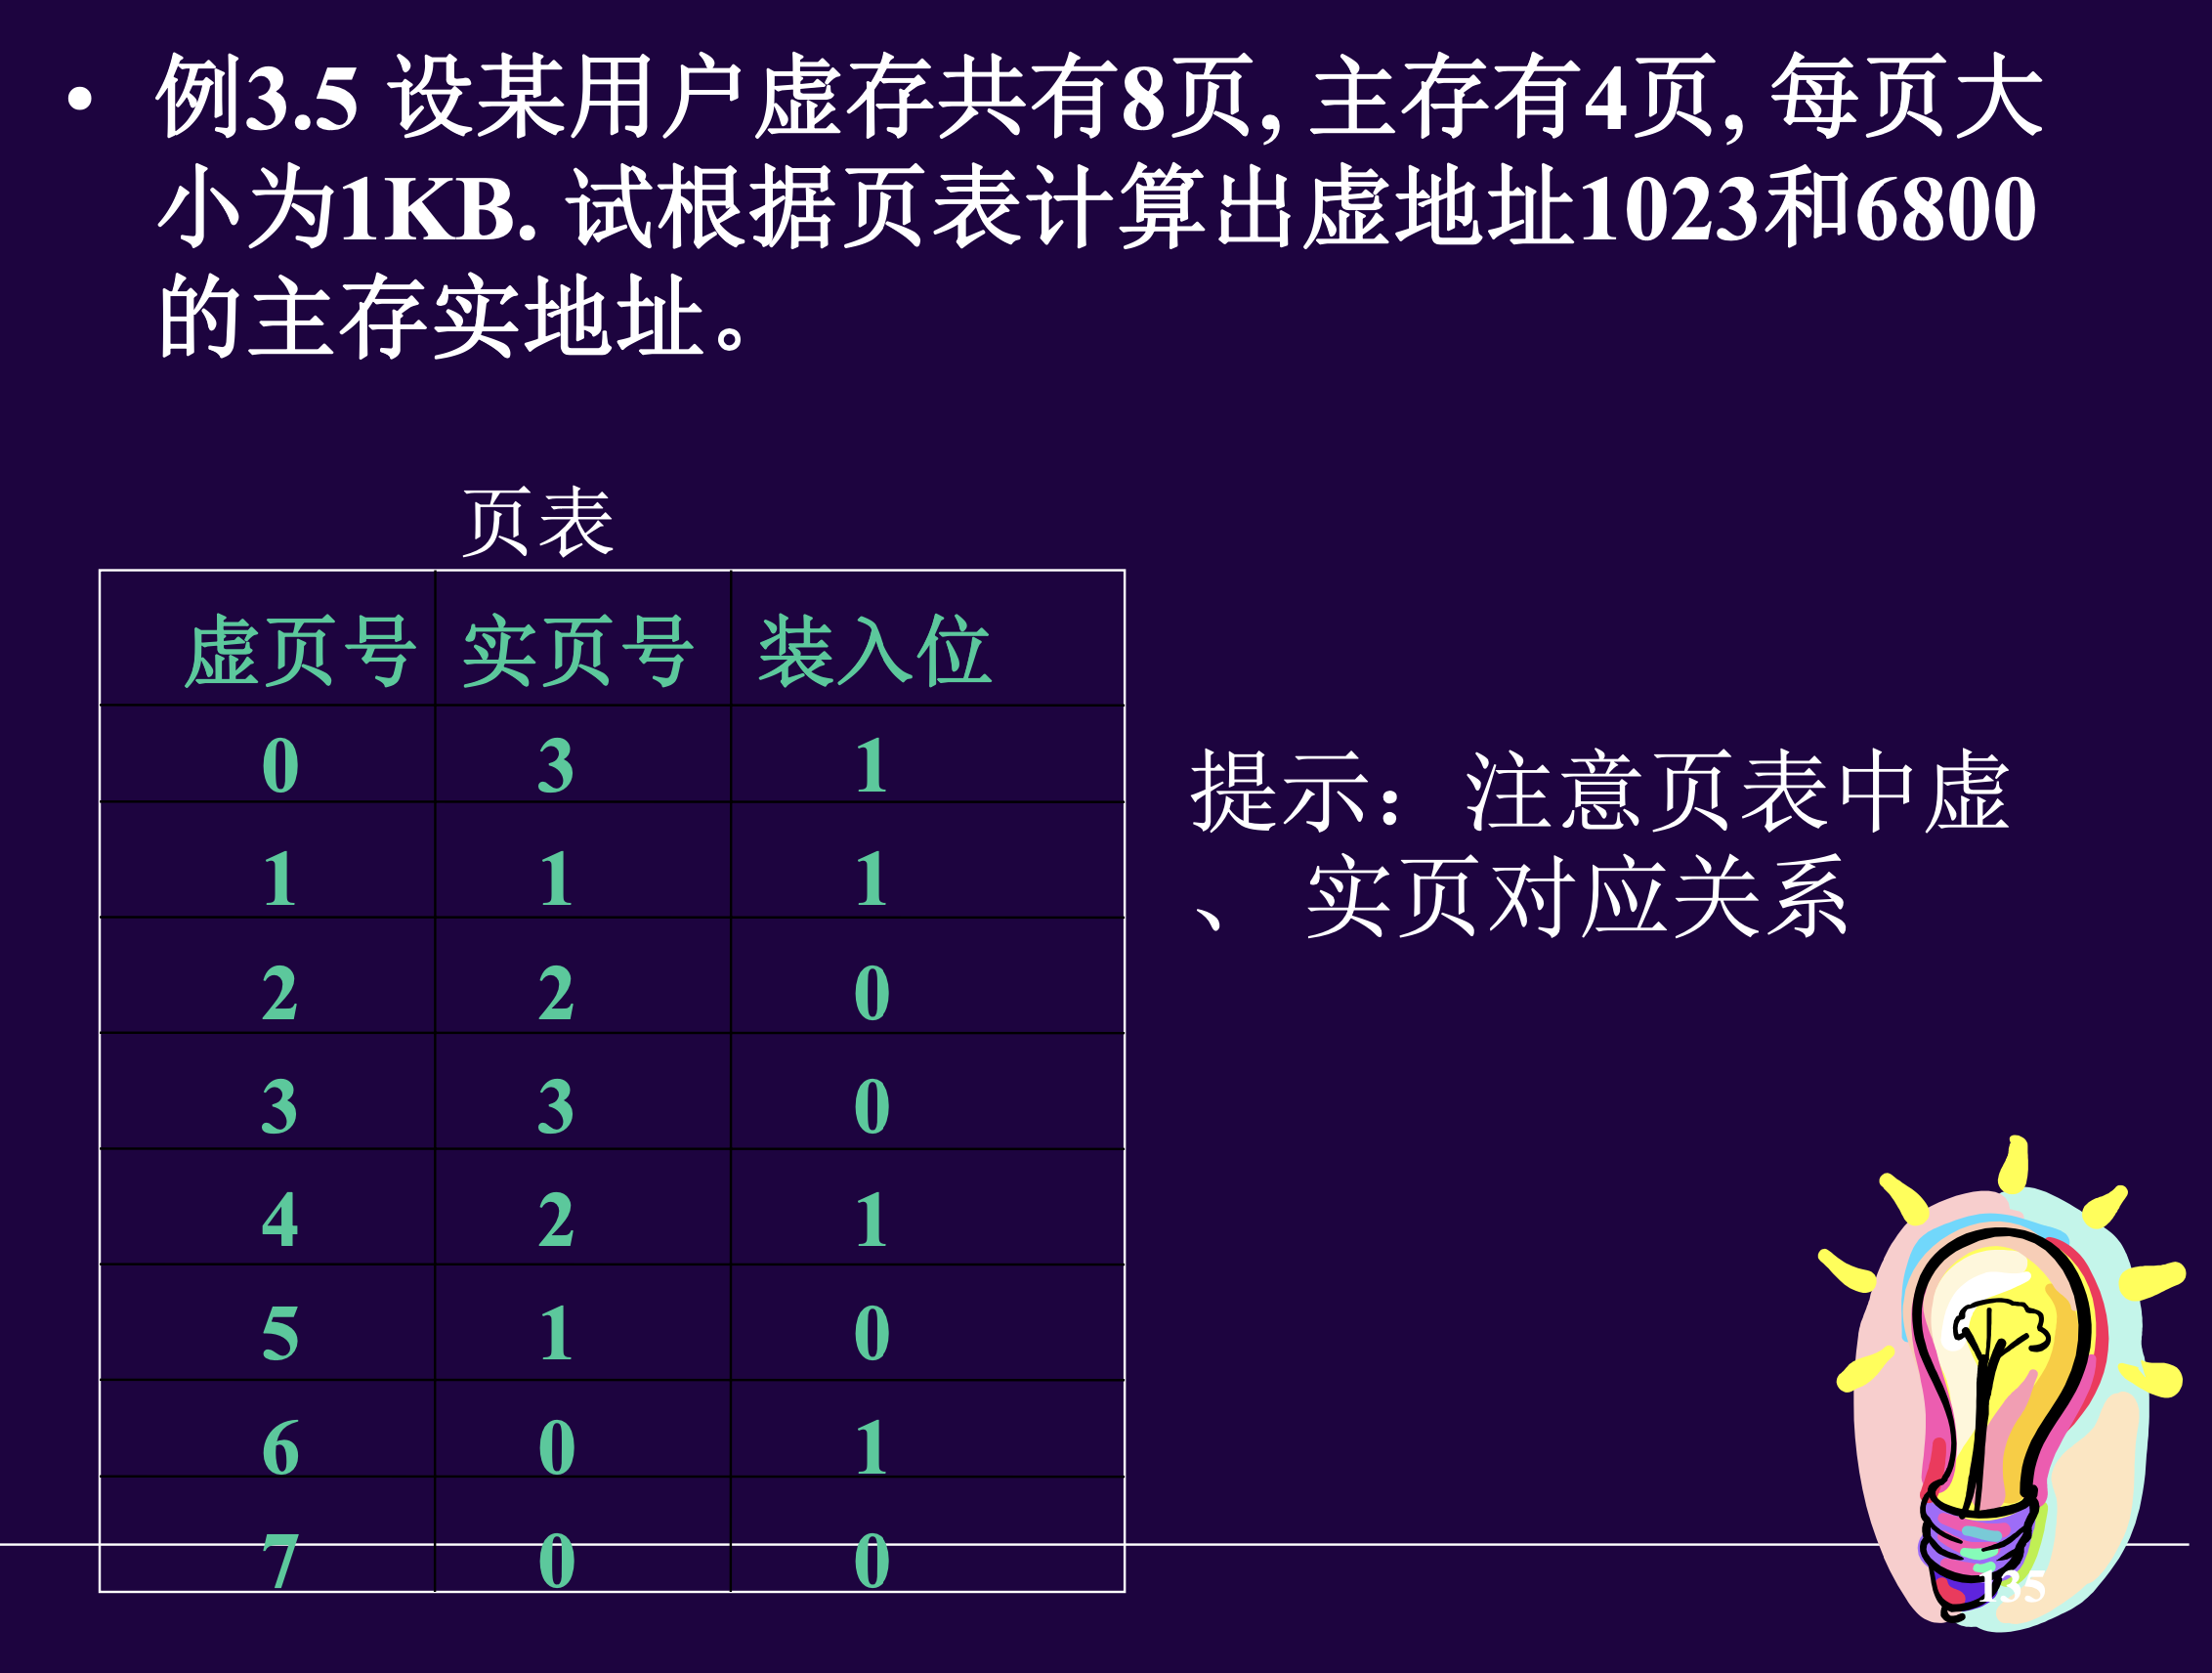 • 例3.5 设某用户虚存共有8页, 主存有4页, 每页大
小为1KB. 试根据页表计算出虚地址1023和6800
的主存实地址。
页表
虚页号 实页号 装入位
0 3 1
1 1 1
2 2 0
3 3 0
4 2 1
5 1 0
6 0 1
7 0 0
提示：注意页表中虚
、 实页对应关系
135